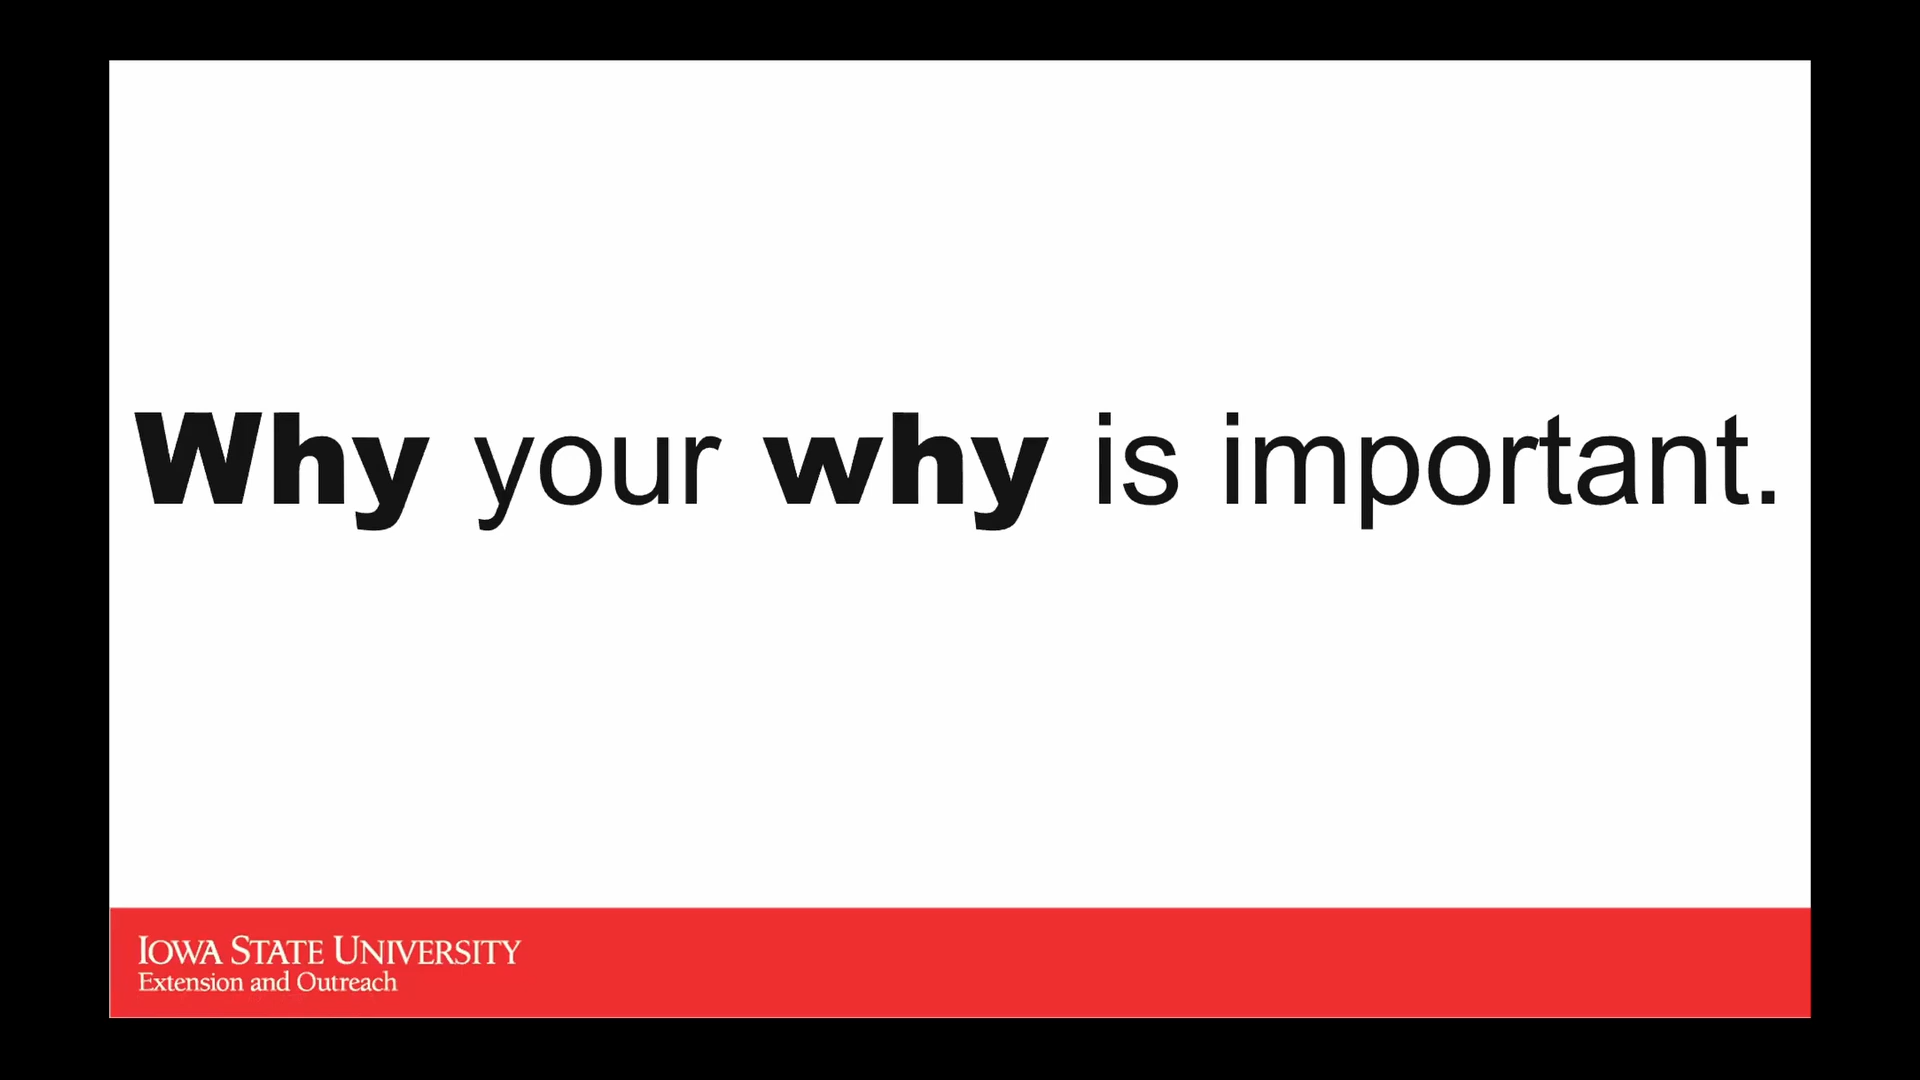 Why your why is important.
IOWA STATE UNIVERSITY
Extension and Outreach